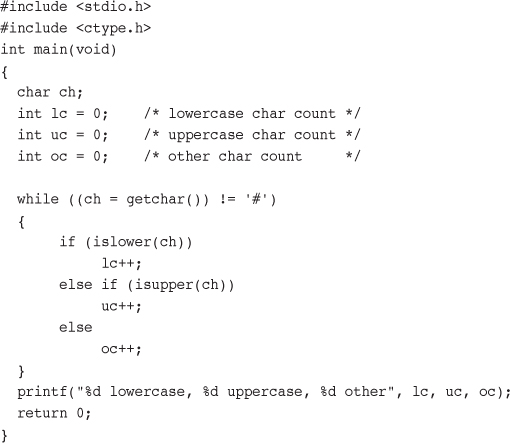 #include <stdio.h>
#include <ctype.h>
int main(void)
{
  char ch;
  int lc = 0;    /* lowercase char count */
  int uc = 0;    /* uppercase char count */
  int oc = 0;    /* other char count     */

  while ((ch = getchar()) != '#')
  {
       if (islower(ch))
            lc++;
       else if (isupper(ch))
            uc++;
       else
            oc++;
  }
  printf("%d lowercase, %d uppercase, %d other", lc, uc, oc);
  return 0;
}